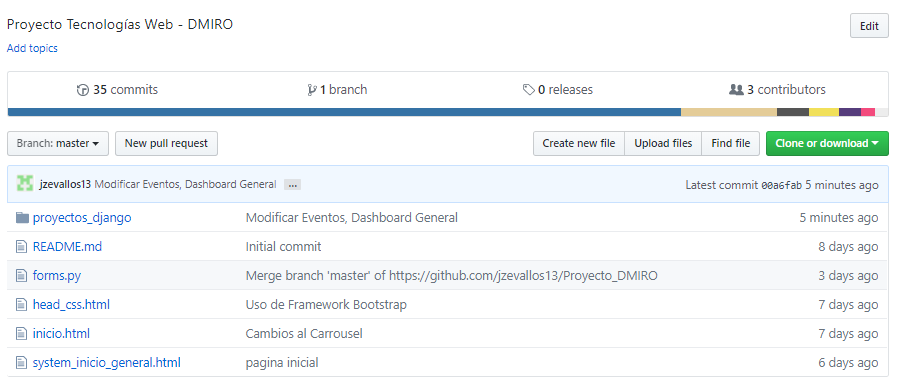 Proyecto Tecnologías Web - DMIRO Edit
Add topics
35 commits 1 branch 0 releases 3 contributors
Branch: master New pull request Create new file Upload files Find file Clone or download
jzevallos13 Modificar Eventos, Dashboard General ... Latest commit 00a6fab 5 minutes ago
proyectos_django Modificar Eventos, Dashboard General 5 minutes ago
README.md Initial commit 8 days ago
forms.py Merge branch 'master' of https://github.com/jzevallos13/Proyecto_DMIRO 3 days ago
head_css.html Uso de Framework Bootstrap 7 days ago
inicio.html Cambios al Carrousel 7 days ago
system_inicio_general.html pagina inicial 6 days ago